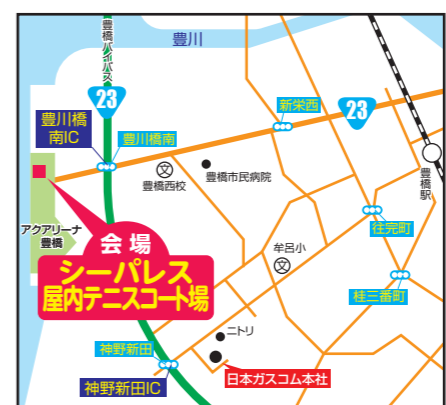 豊川
豊橋バイパス
23
豊川橋
南IC
豊川橋南
新栄西
23
文
豊橋西校
豊橋市民病院
豊橋駅
アクアリーナ
豊橋
会場
シーパレス
屋内テニスコート場
牟呂小
文
往完町
桂三番町
神野新田
ニトリ
神野新田IC
日本ガスコム本社